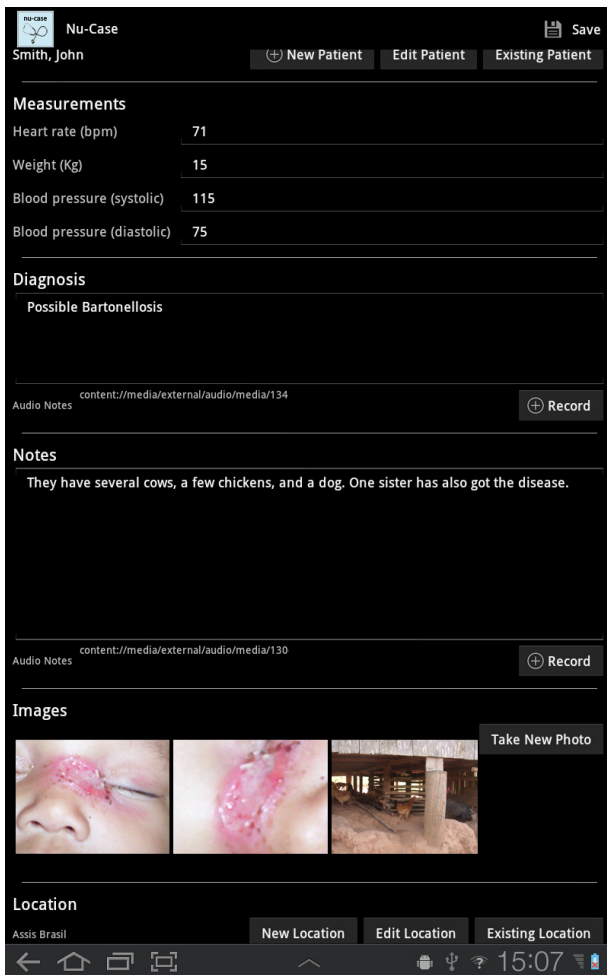 nu-case
Nu-Case
Save
Smith, John
New Patient
Edit Patient
Existing Patient
Measurements
Heart rate (bpm) 71
Weight (Kg) 15
Blood pressure (systolic) 115
Blood pressure (diastolic) 75
Diagnosis
Possible Bartonellosis
content://media/external/audio/media/134
Audio Notes
Record
Notes
They have several cows, a few chickens, and a dog. One sister has also got the disease.
content://media/external/audio/media/130
Audio Notes
Record
Images
Take New Photo
Location
Assis Brasil
New Location
Edit Location
Existing Location
15:07